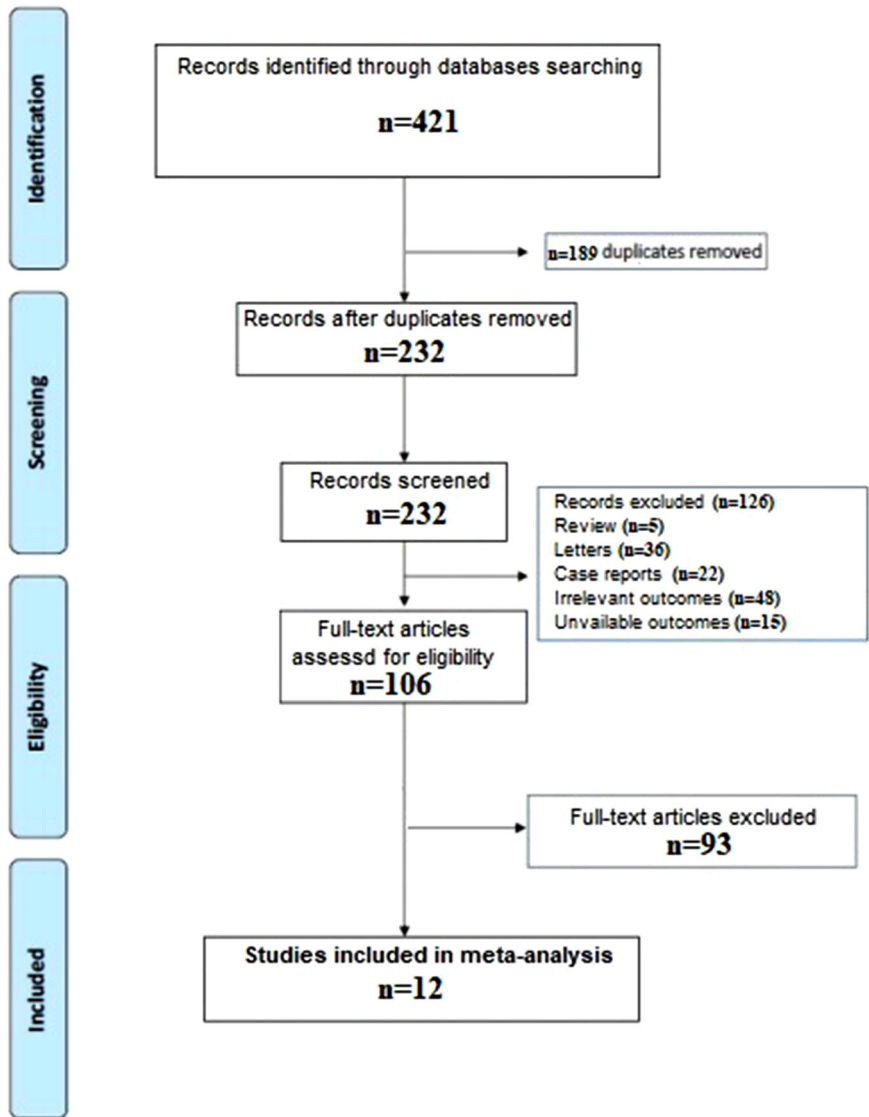 Identification
Records identified through databases searching
n=421
n=189 duplicates removed
Screening
Records after duplicates removed
n=232
Records screened
n=232
Records excluded (n=126)
Review (n=5)
Letters (n=36)
Case reports (n=22)
Irrelevant outcomes (n=48)
Unvailable outcomes (n=15)
Eligibility
Full-text articles
assessd for eligibility
n=106
Full-text articles excluded
n=93
Included
Studies included in meta-analysis
n=12